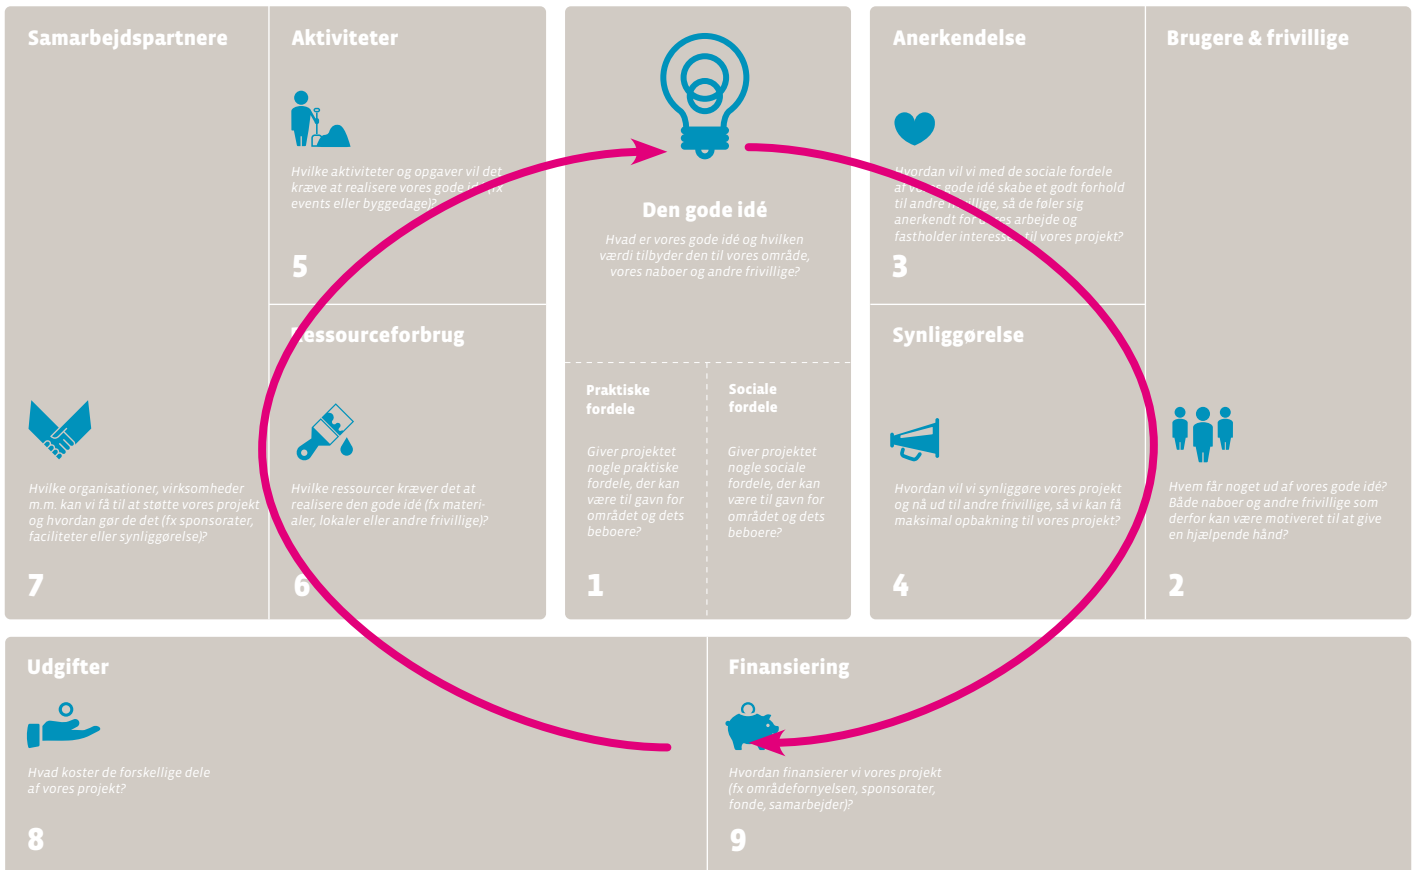 Samarbejdspartnere
Hvilke organisationer, virksomheder
m.m. kan vi få til at støtte vores projekt
og hvordan gør de det (fx sponsorater,
faciliteter eller synliggørelse)?
7
Aktiviteter
Hvilke aktiviteter og opgaver vil det
kræve at realisere vores gode idé (fx
events eller byggedage)?
5
Ressourceforbrug
Hvilke ressourcer kræver det at
realisere den gode idé (fx materi-
aler, lokaler eller andre frivillige)?
6
Den gode idé
Hvad er vores gode idé og hvilken
værdi tilbyder den til vores område,
vores naboer og andre frivillige?
Praktiske
fordele
Giver projektet
nogle praktiske
fordele, der kan
være til gavn for
området og dets
beboere?
1
Sociale
fordele
Giver projektet
nogle sociale
fordele, der kan
være til gavn for
området og dets
beboere?
Anerkendelse
Hvordan vil vi med de sociale fordele
af vores gode idé skabe et godt forhold
til andre frivillige, så de føler sig
anerkendt for deres arbejde og
fastholder interessen til vores projekt?
3
Synliggørelse
Hvordan vil vi synliggøre vores projekt
og nå ud til andre frivillige, så vi kan få
maksimal opbakning til vores projekt?
4
Brugere & frivillige
Hvem får noget ud af vores gode idé?
Både naboer og andre frivillige som
derfor kan være motiveret til at give
en hjælpende hånd?
2
Udgifter
Hvad koster de forskellige dele
af vores projekt?
8
Finansiering
Hvordan finansierer vi vores projekt
(fx områdefornyelsen, sponsorater,
fonde, samarbejder)?
9